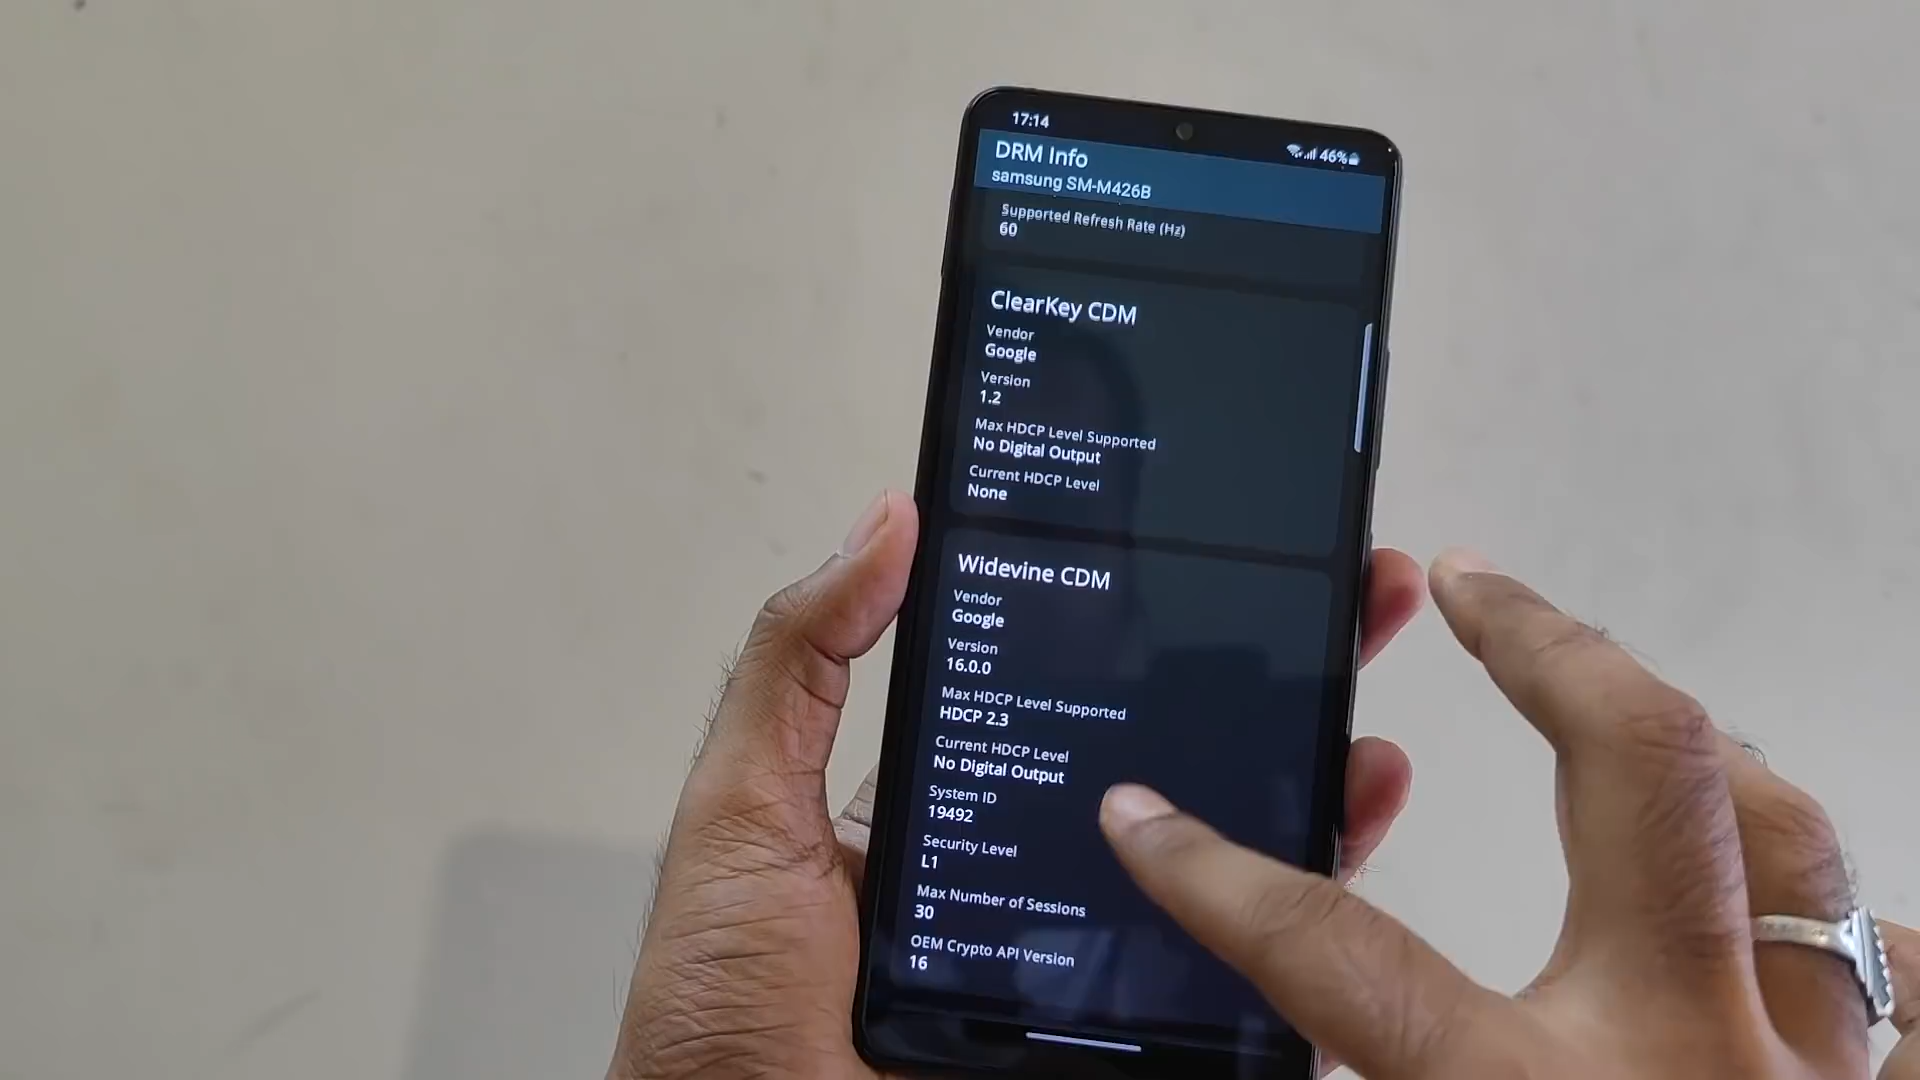 17:14
46%
DRM Info
samsung SM-M426B
Supported Refresh Rate (Hz)
60
ClearKey CDM
Vendor
Google
Version
1.2
Max HDCP Level Supported
No Digital Output
Current HDCP Level
None
Widevine CDM
Vendor
Google
Version
16.0.0
Max HDCP Level Supported
HDCP 2.3
Current HDCP Level
No Digital Output
System ID
19492
Security Level
L1
Max Number of Sessions
30
OEM Crypto API Version
16